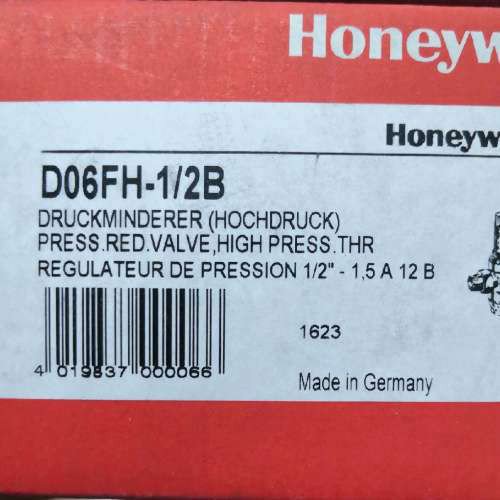 Honeyw
Honeyw
D06FH-1/2B
DRUCKMINDERER (HOCHDRUCK)
PRESS.RED.VALVE,HIGH PRESS.THR
REGULATEUR DE PRESSION 1/2" - 1,5 A 12 B
1623
4 019837 000066
Made in Germany